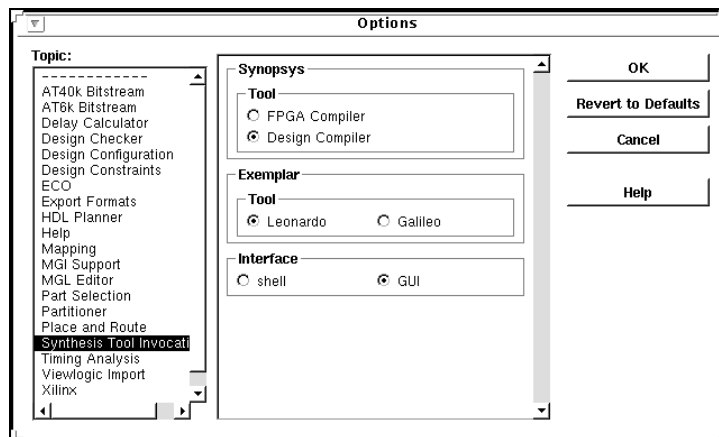 Options
Topic:
-------------
AT40k Bitstream
AT6k Bitstream
Delay Calculator
Design Checker
Design Configuration
Design Constraints
ECO
Export Formats
HDL Planner
Help
Mapping
MGI Support
MGL Editor
Part Selection
Partitioner
Place and Route
Synthesis Tool Invocati
Timing Analysis
Viewlogic Import
Xilinx
Synopsys
Tool
FPGA Compiler
Design Compiler
Exemplar
Tool
Leonardo Galileo
Interface
shell GUI
OK
Revert to Defaults
Cancel
Help